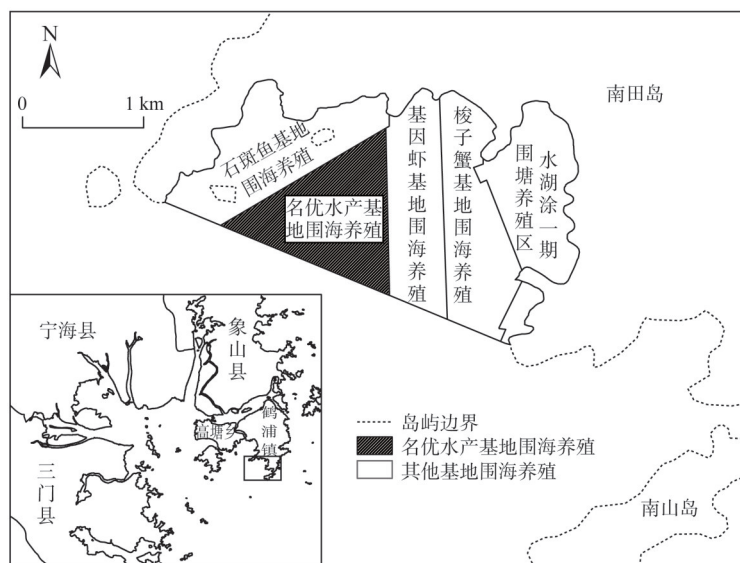 N
0
1 km
南田岛
石斑鱼基地
围海养殖
名优水产基
地围海养殖
基因虾基地围海养殖
梭子蟹基地围海养殖
水湖涂一期
围塘养殖区
宁海县
象山县
高塘乡
鹤浦镇
三门县
岛屿边界
名优水产基地围海养殖
其他基地围海养殖
南山岛